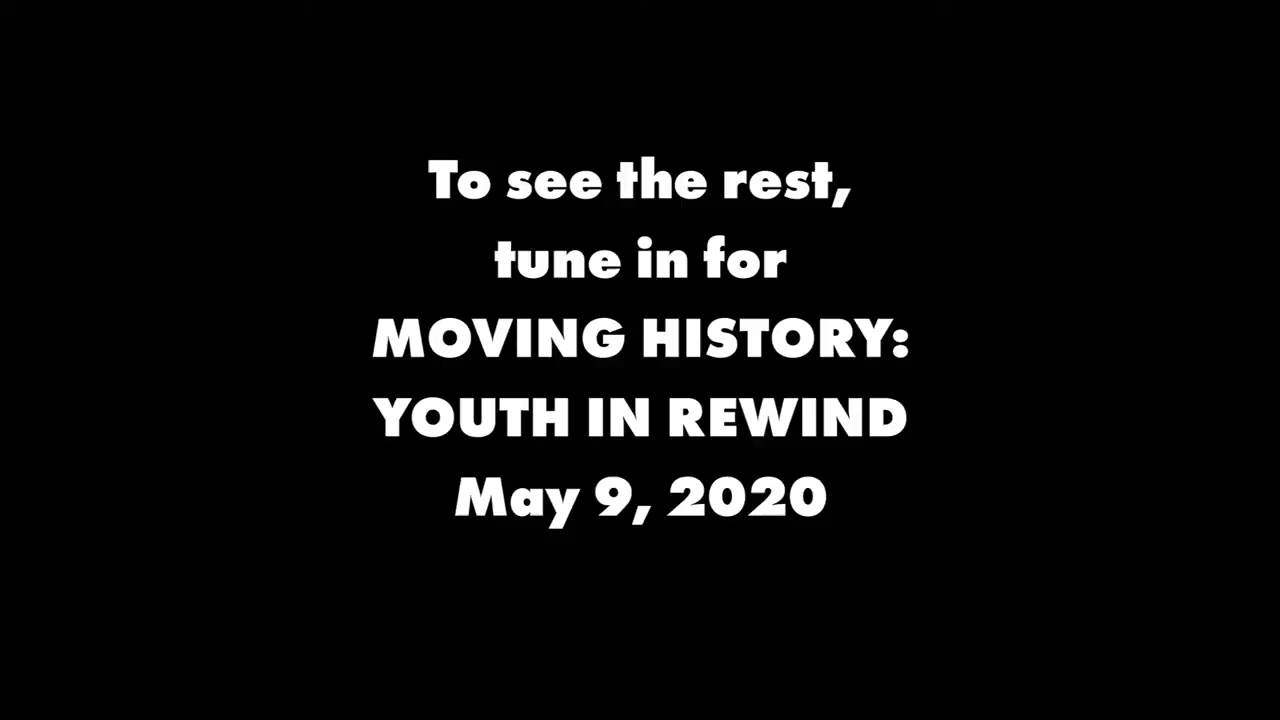 To see the rest,
tune in for
MOVING HISTORY:
YOUTH IN REWIND
May 9, 2020